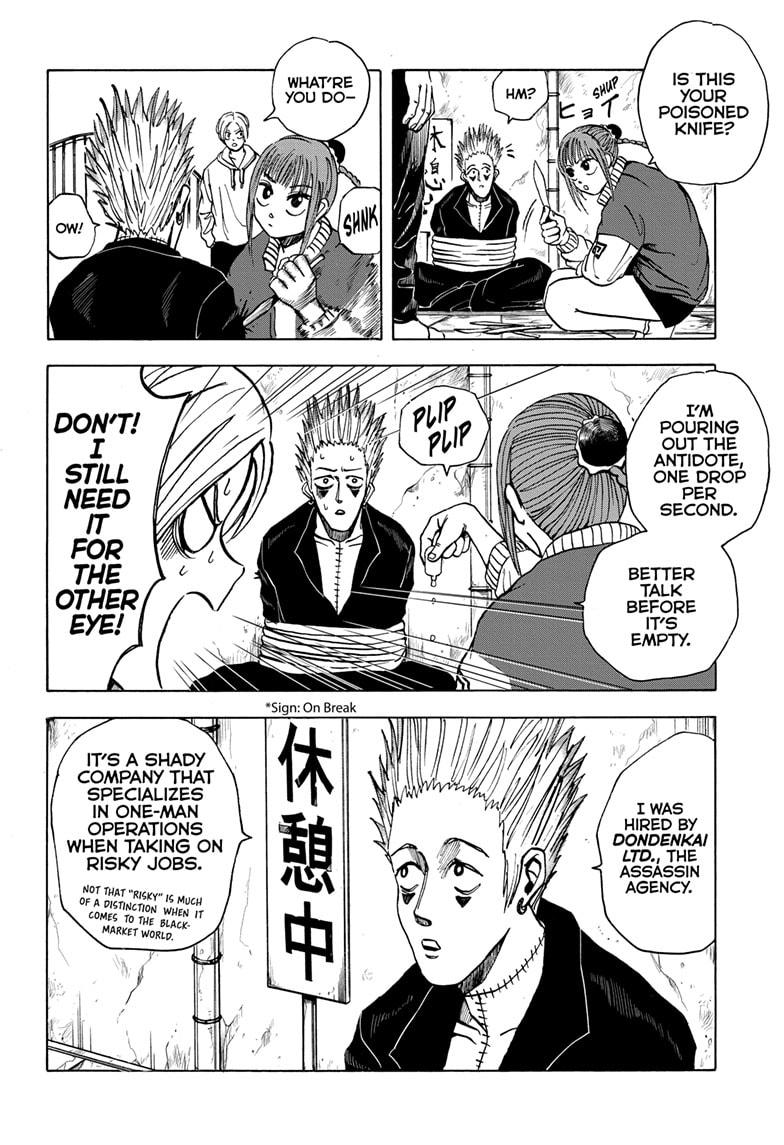 IS THIS
YOUR
POISONED
KNIFE?
SHUP
ヒョイ
HM?
休憩
WHAT'RE
YOU DO–
SHNK
OW!
I'M
POURING
OUT THE
ANTIDOTE,
ONE DROP
PER
SECOND.
BETTER
TALK
BEFORE
IT'S
EMPTY.
PLIP
PLIP
DON'T!
I
STILL
NEED
IT
FOR
THE
OTHER
EYE!
*Sign: On Break
I WAS
HIRED BY
DONDENKAI
LTD., THE
ASSASSIN
AGENCY.
休憩中
IT'S A SHADY
COMPANY THAT
SPECIALIZES
IN ONE-MAN
OPERATIONS
WHEN TAKING ON
RISKY JOBS.
NOT THAT "RISKY" IS MUCH
OF A DISTINCTION WHEN IT
COMES TO THE BLACK-
MARKET WORLD.